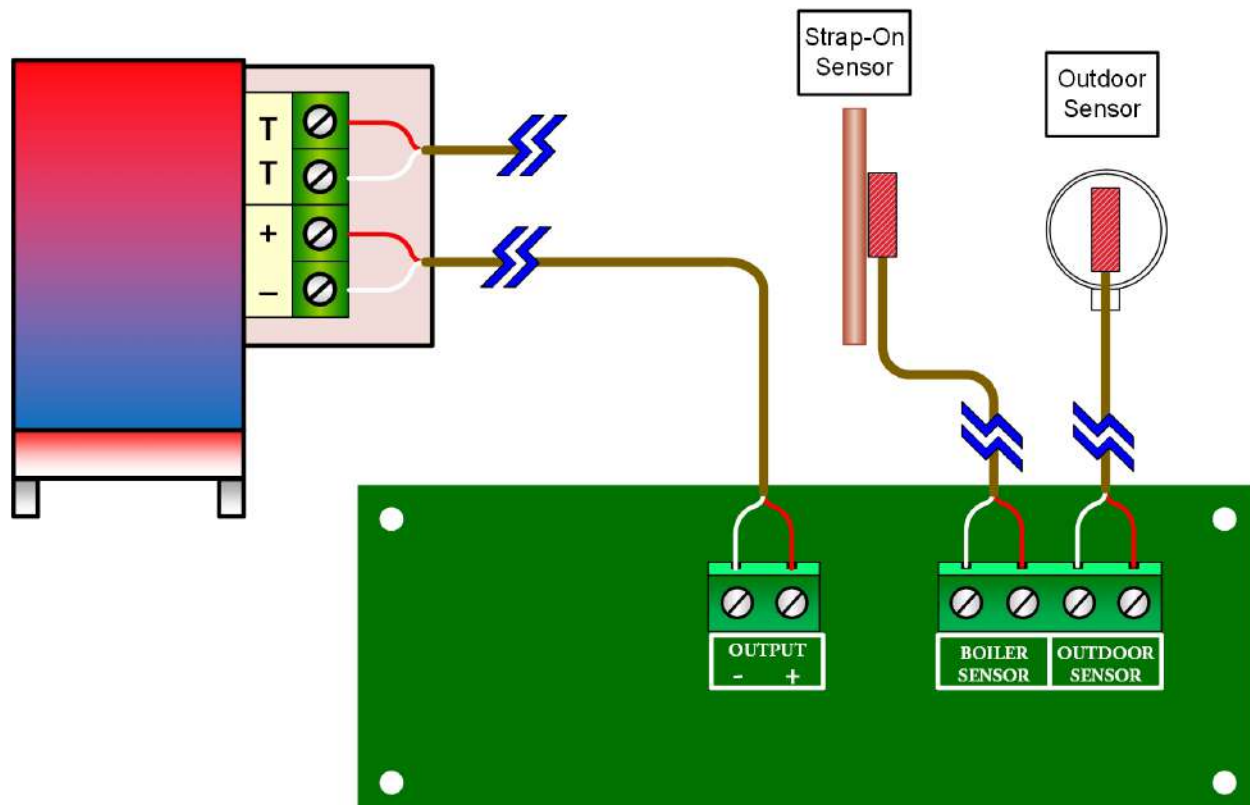 Strap-On
Sensor
Outdoor
Sensor
T
T
+
–
OUTPUT
- +
BOILER
SENSOR
OUTDOOR
SENSOR